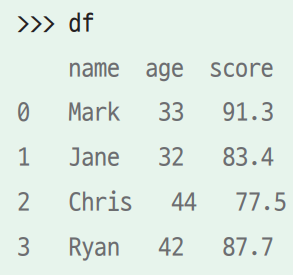 >>> df
name age score
0 Mark 33 91.3
1 Jane 32 83.4
2 Chris 44 77.5
3 Ryan 42 87.7